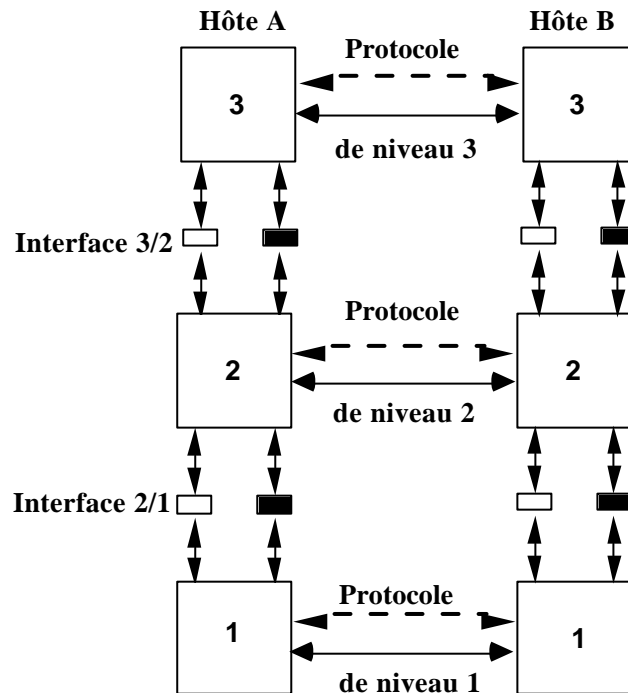 Hôte A Hôte B
Protocole
3 3
de niveau 3
Interface 3/2
Protocole
2 2
de niveau 2
Interface 2/1
Protocole
1 1
de niveau 1